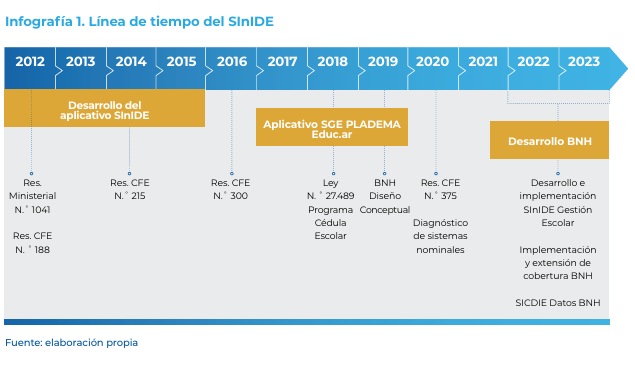 Infografía 1. Línea de tiempo del SInIDE
2012 2013 2014 2015 2016 2017 2018 2019 2020 2021 2022 2023
Desarrollo del
aplicativo SInIDE
Aplicativo SGE PLADEMA
Educ.ar
Desarrollo BNH
Res.
Ministerial
N.° 1041
Res. CFE
N. ° 188
Res. CFE
N.° 215
Res. CFE
N.° 300
Ley
N. ° 27.489
Programa
Cédula
Escolar
BNH
Diseño
Conceptual
Res. CFE
N.° 375
Diagnóstico
de sistemas
nominales
Desarrollo e
implementación
SINIDE Gestión
Escolar
Implementación
y extensión de
cobertura BNH
SICDIE Datos BNH
Fuente: elaboración propia